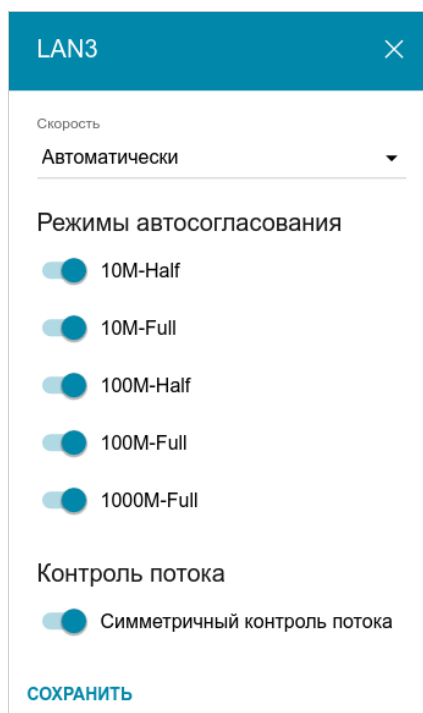 LAN3
Скорость
Автоматически
Режимы автосогласования
10M-Half
10M-Full
100M-Half
100M-Full
1000M-Full
Контроль потока
Симметричный контроль потока
СОХРАНИТЬ